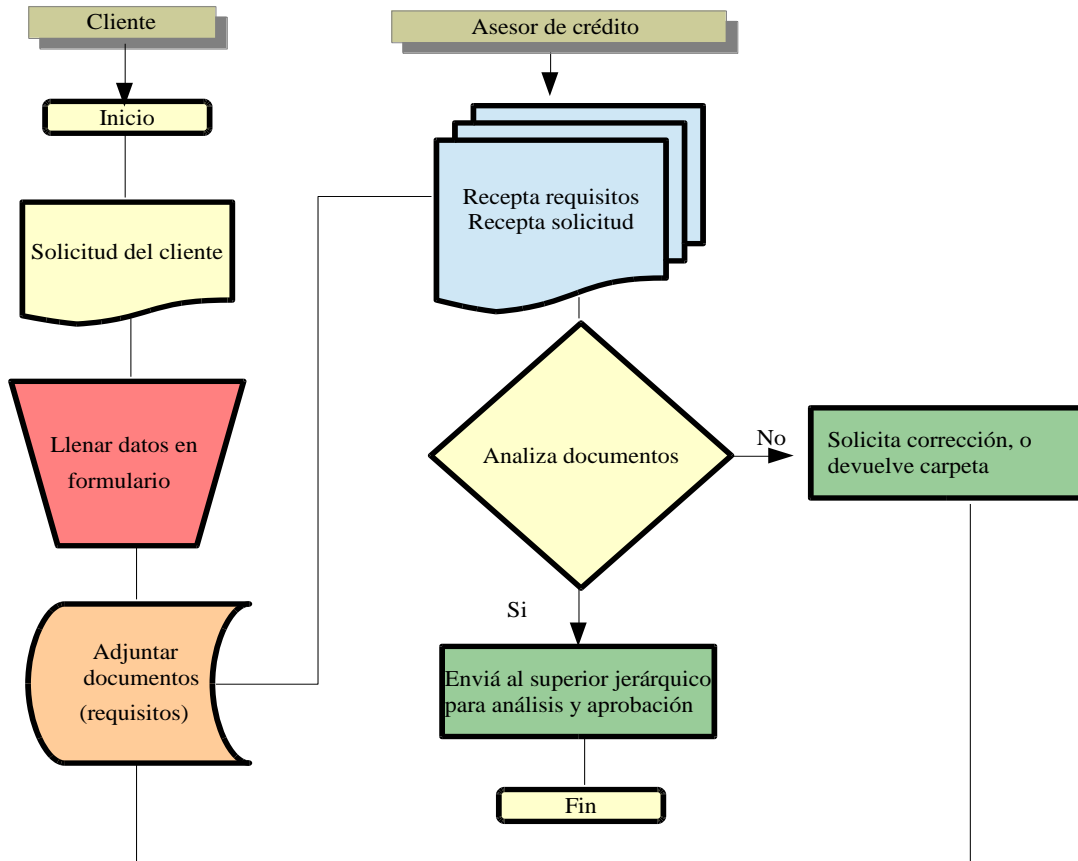 Cliente
Inicio
Solicitud del cliente
Llenar datos en
formulario
Adjuntar
documentos
(requisitos)
Asesor de crédito
Recepta requisitos
Recepta solicitud
Analiza documentos
No
Solicita corrección, o
devuelve carpeta
Si
Enviá al superior jerárquico
para análisis y aprobación
Fin